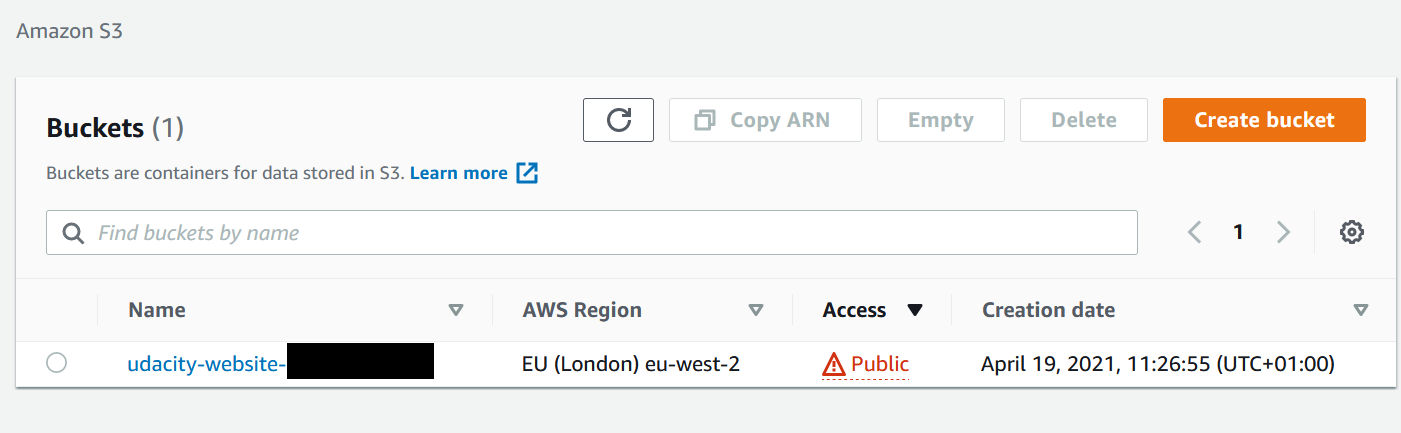 Amazon S3
Buckets (1)
Copy ARN
Empty
Delete
Create bucket
Buckets are containers for data stored in S3. Learn more
Find buckets by name
1
Name AWS Region Access Creation date
udacity-website- EU (London) eu-west-2 Public April 19, 2021, 11:26:55 (UTC+01:00)